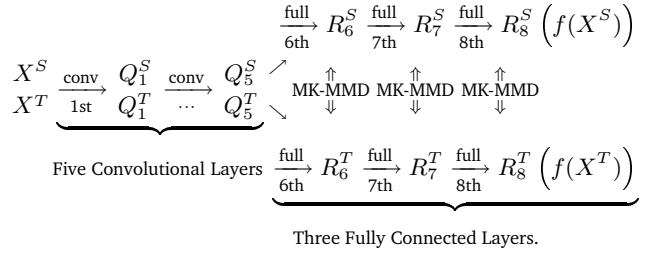 full full full
→ R_6^S → R_7^S → R_8^S (f(X^S))
6th 7th 8th
X^S conv Q_1^S conv Q_5^S ↗ ⇑ ⇑ ⇑
→ → MK-MMD MK-MMD MK-MMD
X^T 1st Q_1^T ... Q_5^T ↘ ⇓ ⇓ ⇓
full full full
Five Convolutional Layers → R_6^T → R_7^T → R_8^T (f(X^T))
6th 7th 8th
Three Fully Connected Layers.